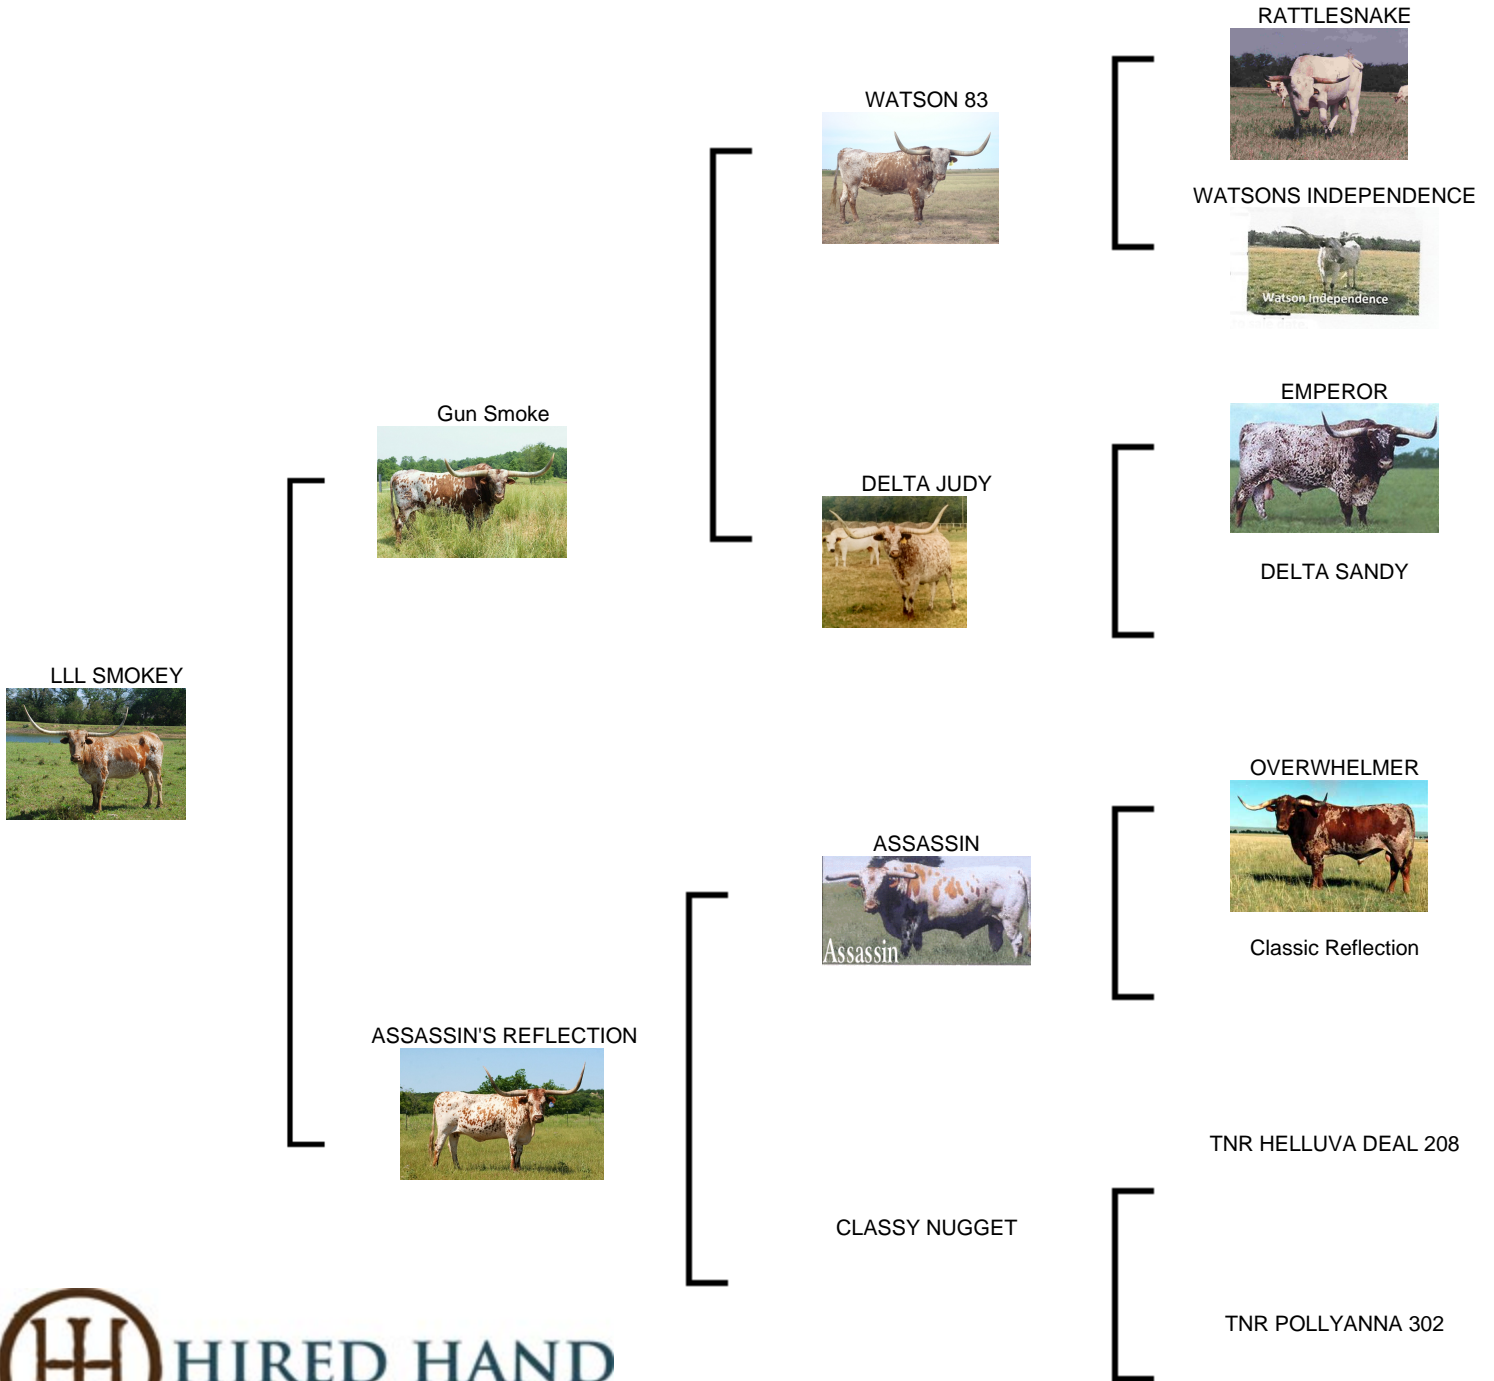 RATTLESNAKE
WATSON 83
WATSONS INDEPENDENCE
Watson Independence
EMPEROR
Gun Smoke
DELTA JUDY
DELTA SANDY
LLL SMOKEY
OVERWHELMER
ASSASSIN
Assassin
Classic Reflection
ASSASSIN'S REFLECTION
TNR HELLUVA DEAL 208
CLASSY NUGGET
TNR POLLYANNA 302
HIRED HAND